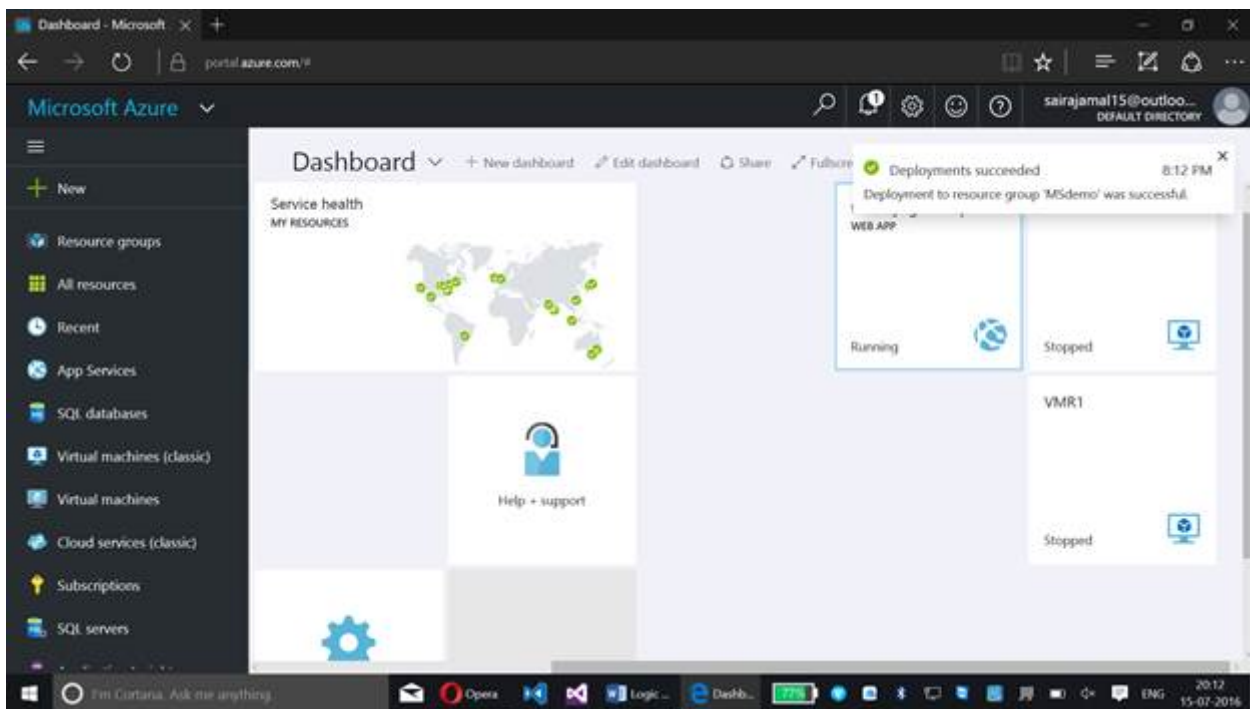 Dashboard - Microsoft
portal.azure.com/#
Microsoft Azure
sairajamal15@outloo...
DEFAULT DIRECTORY
1
New
Resource groups
All resources
Recent
App Services
SQL databases
Virtual machines (classic)
Virtual machines
Cloud services (classic)
Subscriptions
SQL servers
Dashboard
+ New dashboard
Edit dashboard
Share
Deployments succeeded
8:12 PM
Deployment to resource group 'MSdemo' was successful.
Service health
MY RESOURCES
WEB APP
Running
Stopped
Help + support
VMR1
Stopped
I'm Cortana. Ask me anything.
Opera
Logic ...
Dashb...
77%
ENG
20:12
15-07-2016